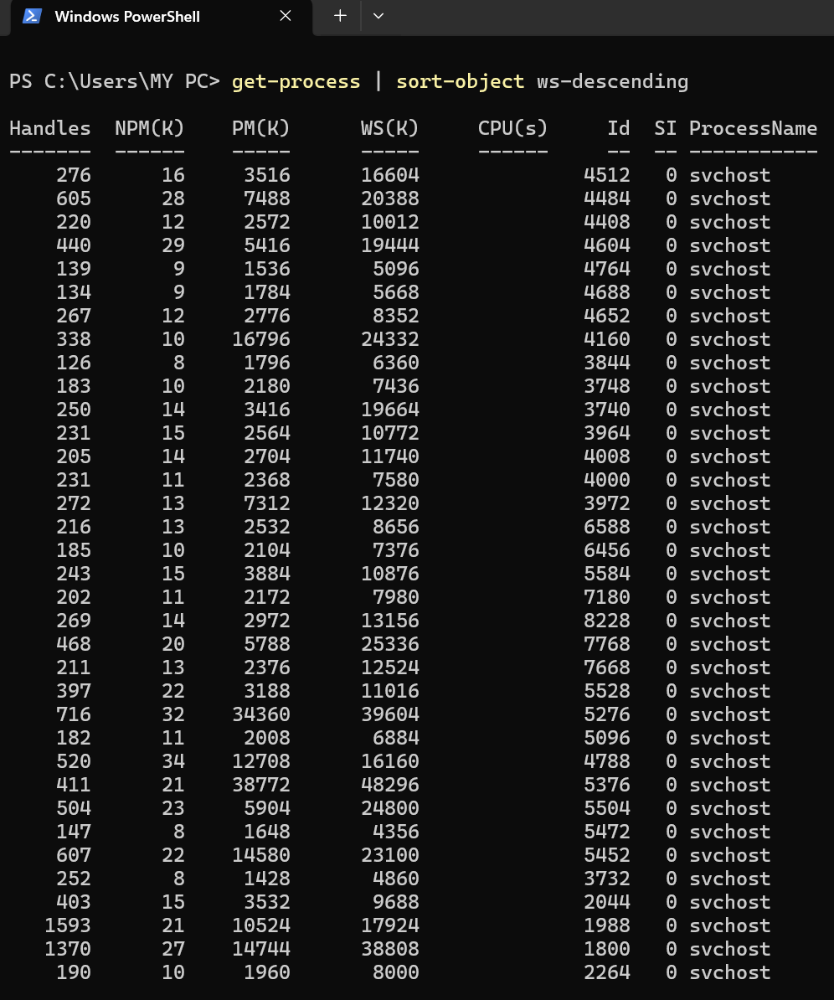 Windows PowerShell
PS C:\Users\MY PC> get-process | sort-object ws-descending
Handles NPM(K) PM(K) WS(K) CPU(s) Id SI ProcessName
------- ------ ----- ----- ------ -- -- -----------
276 16 3516 16604 4512 0 svchost
605 28 7488 20388 4484 0 svchost
220 12 2572 10012 4408 0 svchost
440 29 5416 19444 4604 0 svchost
139 9 1536 5096 4764 0 svchost
134 9 1784 5668 4688 0 svchost
267 12 2776 8352 4652 0 svchost
338 10 16796 24332 4160 0 svchost
126 8 1796 6360 3844 0 svchost
183 10 2180 7436 3748 0 svchost
250 14 3416 19664 3740 0 svchost
231 15 2564 10772 3964 0 svchost
205 14 2704 11740 4008 0 svchost
231 11 2368 7580 4000 0 svchost
272 13 7312 12320 3972 0 svchost
216 13 2532 8656 6588 0 svchost
185 10 2104 7376 6456 0 svchost
243 15 3884 10876 5584 0 svchost
202 11 2172 7980 7180 0 svchost
269 14 2972 13156 8228 0 svchost
468 20 5788 25336 7768 0 svchost
211 13 2376 12524 7668 0 svchost
397 22 3188 11016 5528 0 svchost
716 32 34360 39604 5276 0 svchost
182 11 2008 6884 5096 0 svchost
520 34 12708 16160 4788 0 svchost
411 21 38772 48296 5376 0 svchost
504 23 5904 24800 5504 0 svchost
147 8 1648 4356 5472 0 svchost
607 22 14580 23100 5452 0 svchost
252 8 1428 4860 3732 0 svchost
403 15 3532 9688 2044 0 svchost
1593 21 10524 17924 1988 0 svchost
1370 27 14744 38808 1800 0 svchost
190 10 1960 8000 2264 0 svchost